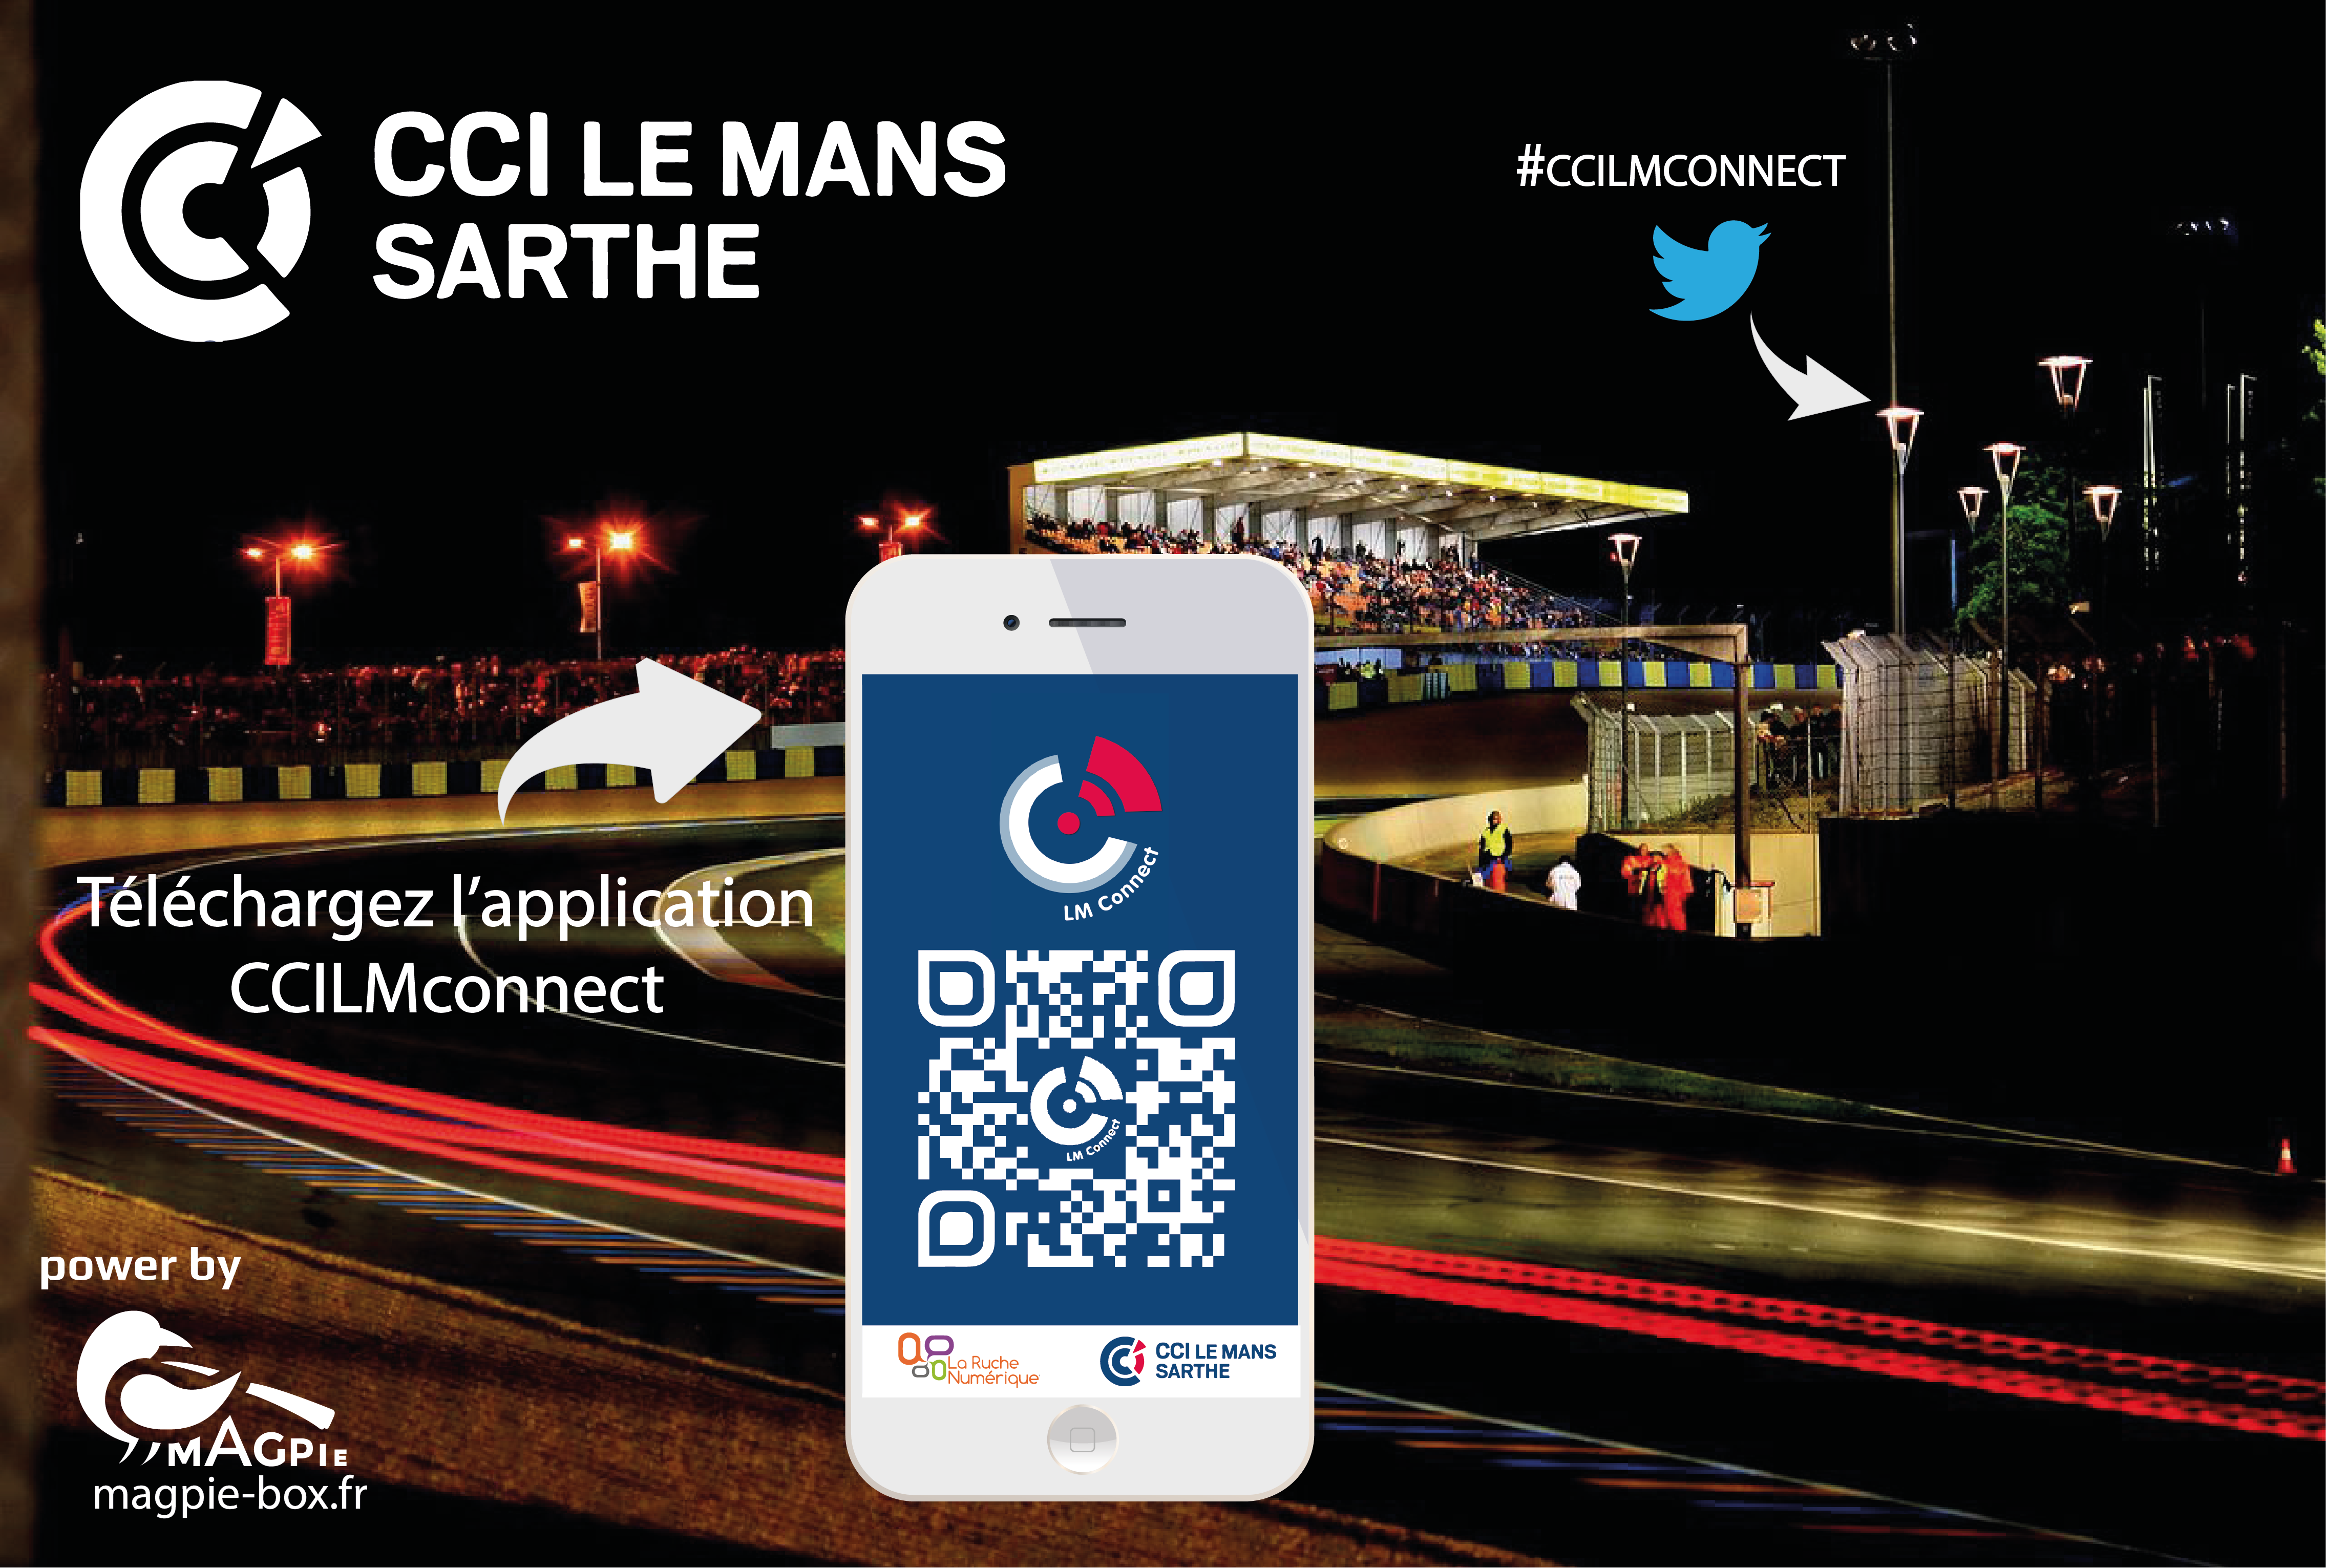 CCI LE MANS
SARTHE
#CCILMCONNECT
Téléchargez l'application
CCILMconnect
LM Connect
LM Connect
La Ruche
Numérique
CCI LE MANS
SARTHE
power by
MAGPIE
magpie-box.fr